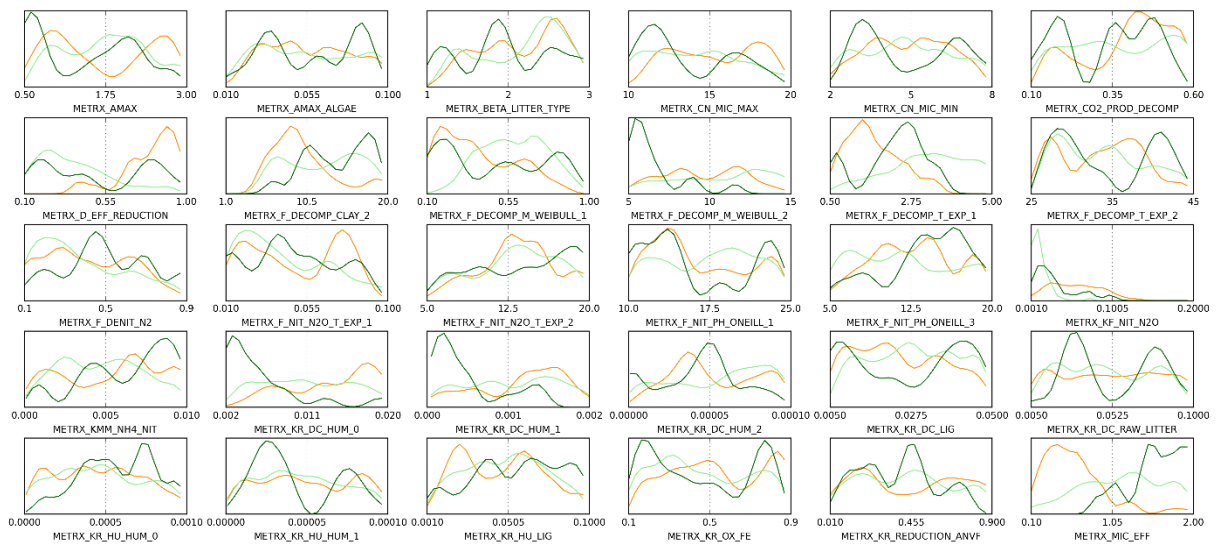 0.50 1.75 3.00 0.010 0.055 0.100 1 2 3 10 15 20 2 5 8 0.10 0.35 0.60
METRX_AMAX METRX_AMAX_ALGAE METRX_BETA_LITTER_TYPE METRX_CN_MIC_MAX METRX_CN_MIC_MIN METRX_CO2_PROD_DECOMP
0.10 0.55 1.00 1.0 10.5 20.0 0.10 0.55 1.00 5 10 15 0.50 2.75 5.00 25 35 45
METRX_D_EFF_REDUCTION METRX_F_DECOMP_CLAY_2 METRX_F_DECOMP_M_WEIBULL_1 METRX_F_DECOMP_M_WEIBULL_2 METRX_F_DECOMP_T_EXP_1 METRX_F_DECOMP_T_EXP_2
0.1 0.5 0.9 0.010 0.055 0.100 5.0 12.5 20.0 10.0 17.5 25.0 5.0 12.5 20.0 0.0010 0.1005 0.2000
METRX_F_DENIT_N2 METRX_F_NIT_N2O_T_EXP_1 METRX_F_NIT_N2O_T_EXP_2 METRX_F_NIT_PH_ONEILL_1 METRX_F_NIT_PH_ONEILL_3 METRX_KF_NIT_N2O
0.000 0.005 0.010 0.002 0.011 0.020 0.000 0.001 0.002 0.00000 0.00005 0.00010 0.0050 0.0275 0.0500 0.0050 0.0525 0.1000
METRX_KMM_NH4_NIT METRX_KR_DC_HUM_0 METRX_KR_DC_HUM_1 METRX_KR_DC_HUM_2 METRX_KR_DC_LIG METRX_KR_DC_RAW_LITTER
0.00000 0.00005 0.00010 0.00000 0.00005 0.00010 0.0010 0.0505 0.1000 0.1 0.5 0.9 0.010 0.455 0.900 0.10 1.05 2.00
METRX_KR_HU_HUM_0 METRX_KR_HU_HUM_1 METRX_KR_HU_LIG METRX_KR_OX_FE METRX_KR_REDUCTION_ANVF METRX_MIC_EFF